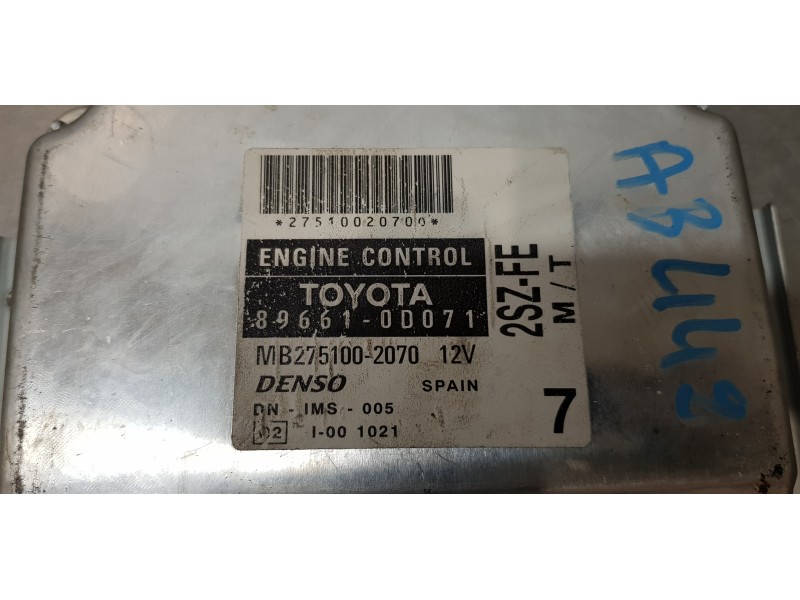 *27510020700*
ENGINE CONTROL
TOYOTA
89661-0D071
MB275100-2070 12V
DENSO SPAIN
DN - IMS - 005
02 I-00 1021
2SZ-FE
M/T
7
AB442